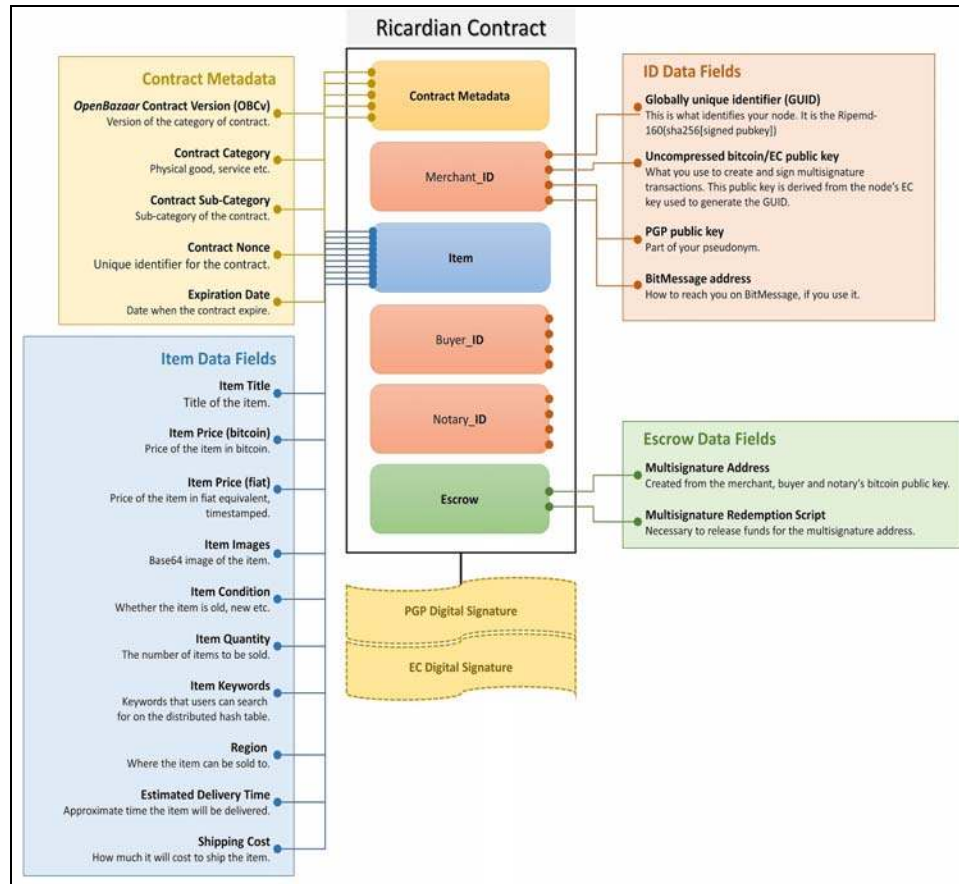 Ricardian Contract
Contract Metadata
OpenBazaar Contract Version (OBCv)
Version of the category of contract.
Contract Category
Physical good, service etc.
Contract Sub-Category
Sub-category of the contract.
Contract Nonce
Unique identifier for the contract.
Expiration Date
Date when the contract expire.
Item Data Fields
Item Title
Title of the item.
Item Price (bitcoin)
Price of the item in bitcoin.
Item Price (fiat)
Price of the item in fiat equivalent,
timestamped.
Item Images
Base64 image of the item.
Item Condition
Whether the item is old, new etc.
Item Quantity
The number of items to be sold.
Item Keywords
Keywords that users can search
for on the distributed hash table.
Region
Where the item can be sold to.
Estimated Delivery Time
Approximate time the item will be delivered.
Shipping Cost
How much it will cost to ship the item.
Contract Metadata
Merchant_ID
Item
Buyer_ID
Notary_ID
Escrow
PGP Digital Signature
EC Digital Signature
ID Data Fields
Globally unique identifier (GUID)
This is what identifies your node. It is the Ripemd-
160[sha256[signed pubkey])
Uncompressed bitcoin/EC public key
What you use to create and sign multisignature
transactions. This public key is derived from the node's EC
key used to generate the GUID.
PGP public key
Part of your pseudonym.
BitMessage address
How to reach you on BitMessage, if you use it.
Escrow Data Fields
Multisignature Address
Created from the merchant, buyer and notary's bitcoin public key.
Multisignature Redemption Script
Necessary to release funds for the multisignature address.